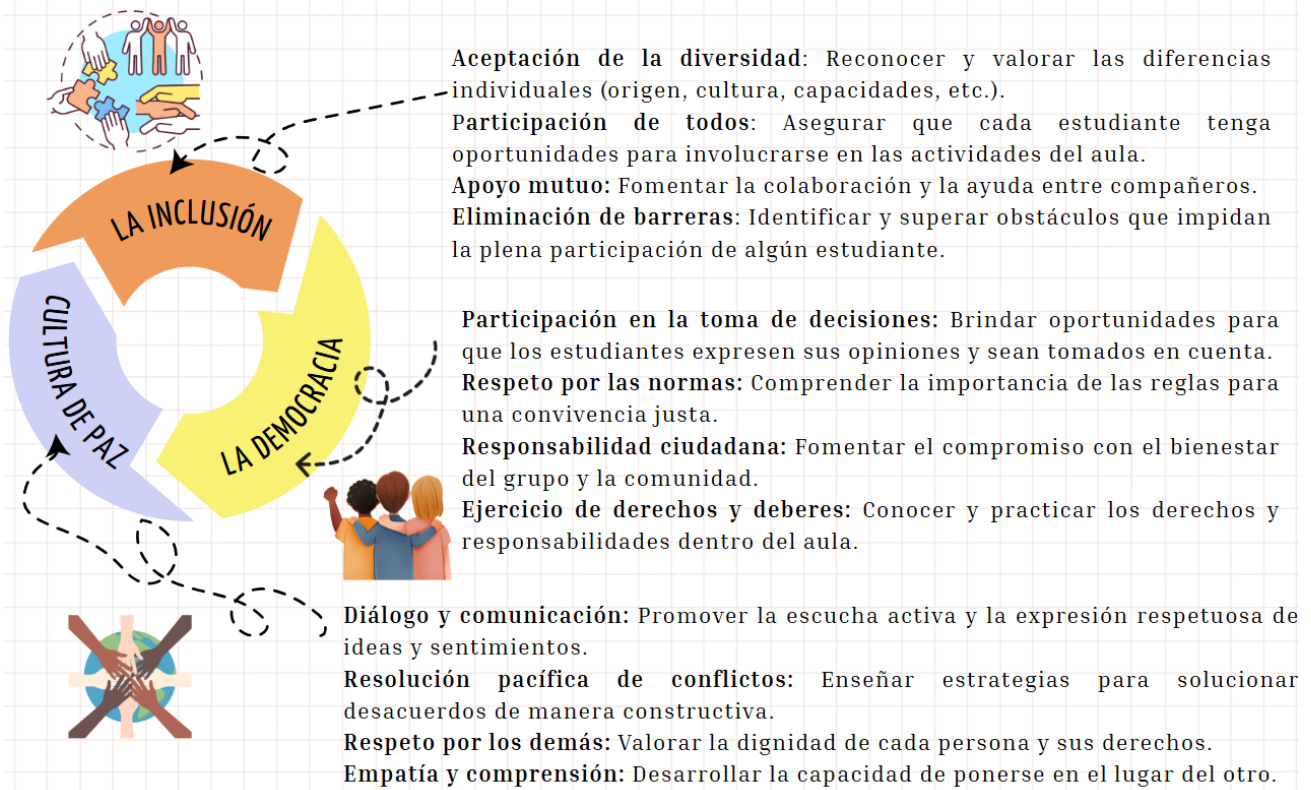 LA INCLUSIÓN
Aceptación de la diversidad: Reconocer y valorar las diferencias
individuales (origen, cultura, capacidades, etc.).
Participación de todos: Asegurar que cada estudiante tenga
oportunidades para involucrarse en las actividades del aula.
Apoyo mutuo: Fomentar la colaboración y la ayuda entre compañeros.
Eliminación de barreras: Identificar y superar obstáculos que impidan
la plena participación de algún estudiante.
LA DEMOCRACIA
Participación en la toma de decisiones: Brindar oportunidades para
que los estudiantes expresen sus opiniones y sean tomados en cuenta.
Respeto por las normas: Comprender la importancia de las reglas para
una convivencia justa.
Responsabilidad ciudadana: Fomentar el compromiso con el bienestar
del grupo y la comunidad.
Ejercicio de derechos y deberes: Conocer y practicar los derechos y
responsabilidades dentro del aula.
CULTURA DE PAZ
Diálogo y comunicación: Promover la escucha activa y la expresión respetuosa de
ideas y sentimientos.
Resolución pacífica de conflictos: Enseñar estrategias para solucionar
desacuerdos de manera constructiva.
Respeto por los demás: Valorar la dignidad de cada persona y sus derechos.
Empatía y comprensión: Desarrollar la capacidad de ponerse en el lugar del otro.